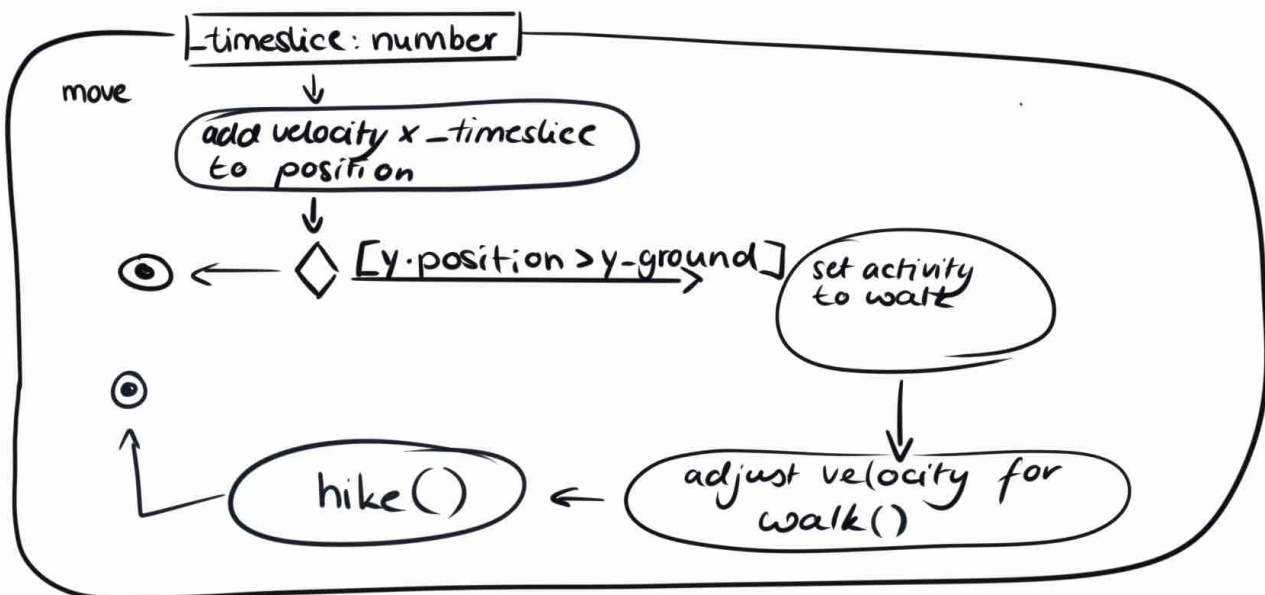 _timeslice: number
move
add velocity x _timeslice
to position
[y.position > y-ground]
set activity
to walk
adjust velocity for
walk()
hike()